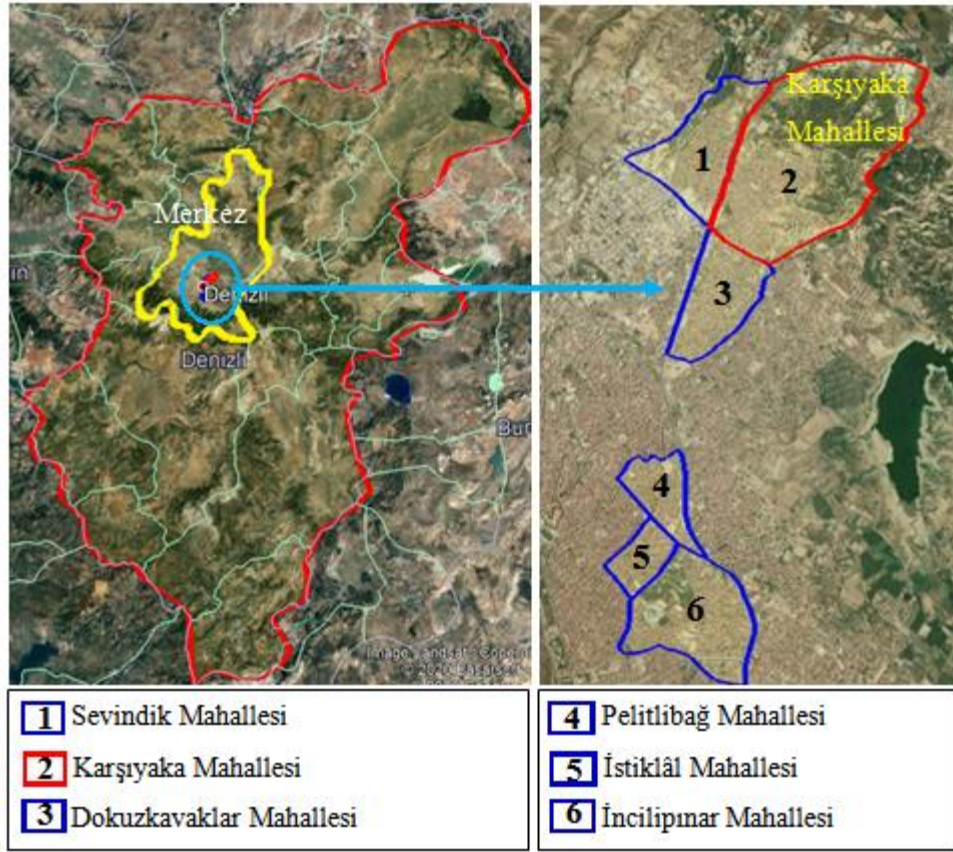 Merkez
Denizli
Denizli
Karşıyaka
Mahallesi
1
2
3
4
5
6
1 Sevindik Mahallesi
2 Karşıyaka Mahallesi
3 Dokuzkavaklar Mahallesi
4 Pelitlibağ Mahallesi
5 İstiklâl Mahallesi
6 İncilipınar Mahallesi